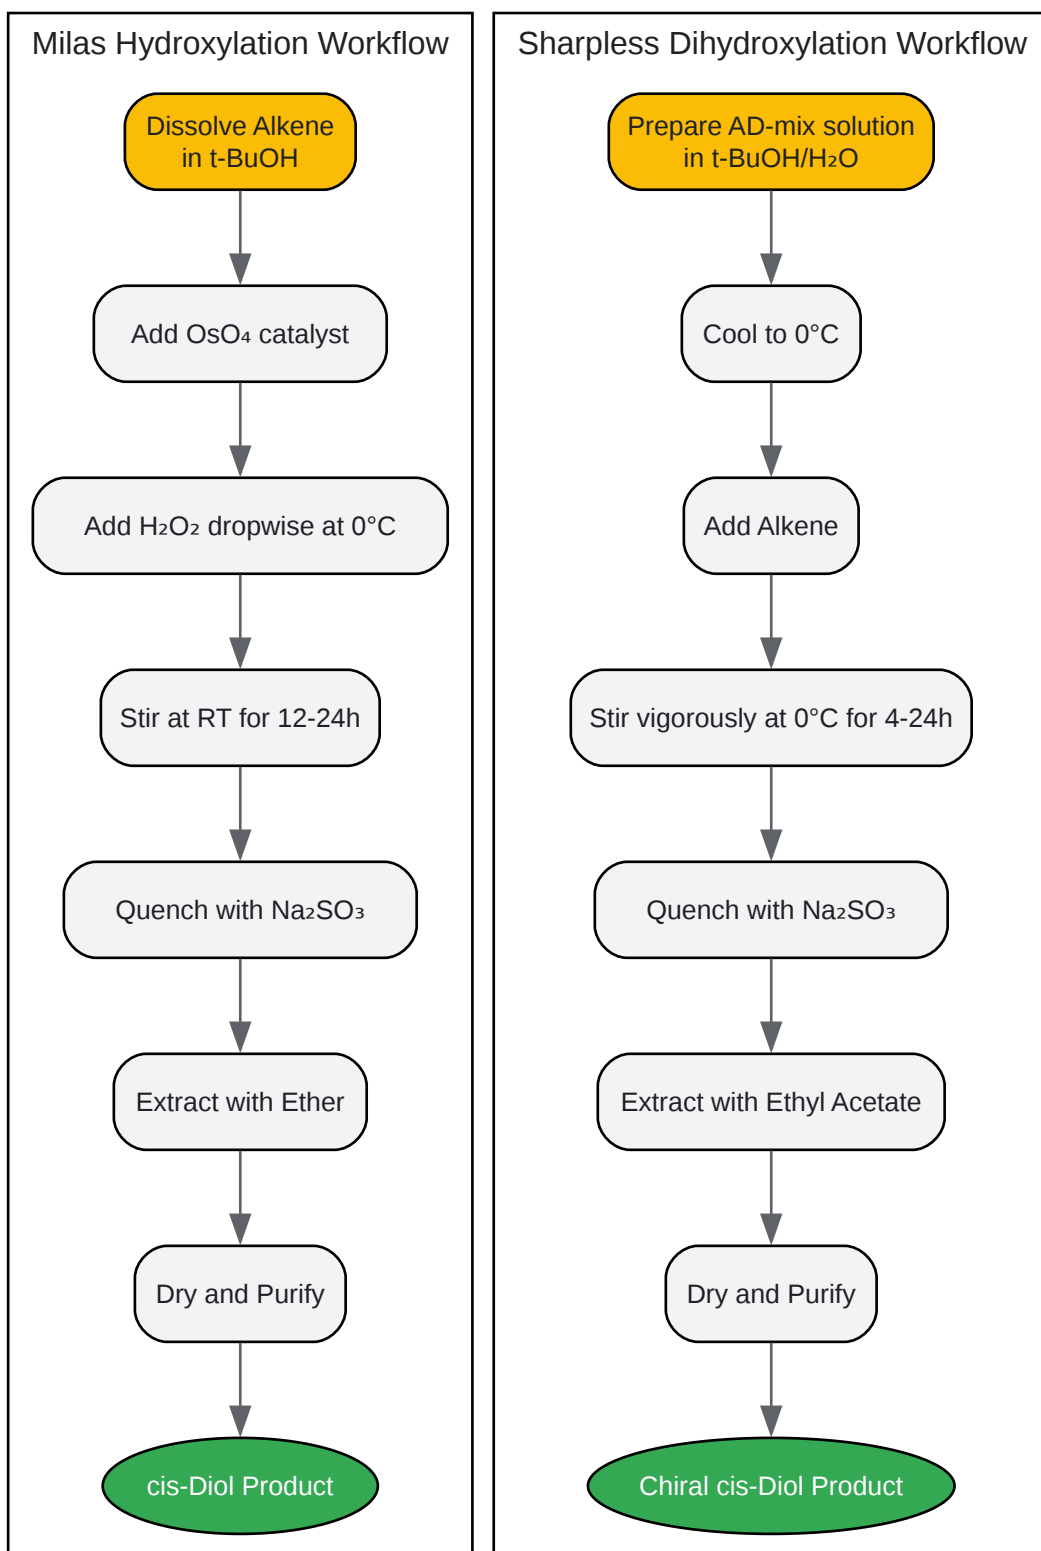 Milas Hydroxylation Workflow
Dissolve Alkene
in t-BuOH
Add OsO₄ catalyst
Add H₂O₂ dropwise at 0°C
Stir at RT for 12-24h
Quench with Na₂SO₃
Extract with Ether
Dry and Purify
cis-Diol Product
Sharpless Dihydroxylation Workflow
Prepare AD-mix solution
in t-BuOH/H₂O
Cool to 0°C
Add Alkene
Stir vigorously at 0°C for 4-24h
Quench with Na₂SO₃
Extract with Ethyl Acetate
Dry and Purify
Chiral cis-Diol Product